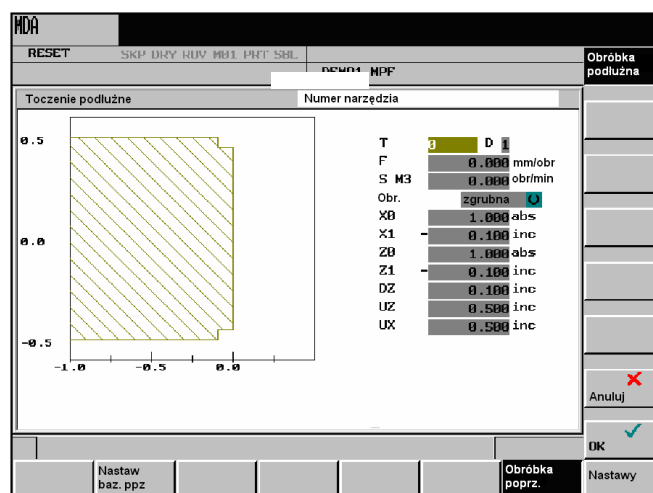 MDA
RESET SKP DRY ROV M01 PRT SBL
DEMO1 MPF
Obróbka
podłużna
Toczenie podłużne Numer narzędzia
T 0 D 1
F 0.000 mm/obr
S M3 0.000 obr/min
Obr. zgrubna
X0 1.000 abs
X1 -0.100 inc
Z0 1.000 abs
Z1 -0.100 inc
DZ 0.100 inc
UZ 0.500 inc
UX 0.500 inc
0.5
0.0
-0.5
-1.0 -0.5 0.0
Anuluj
OK
Nastaw
baz. ppz
Obróbka
poprz.
Nastawy